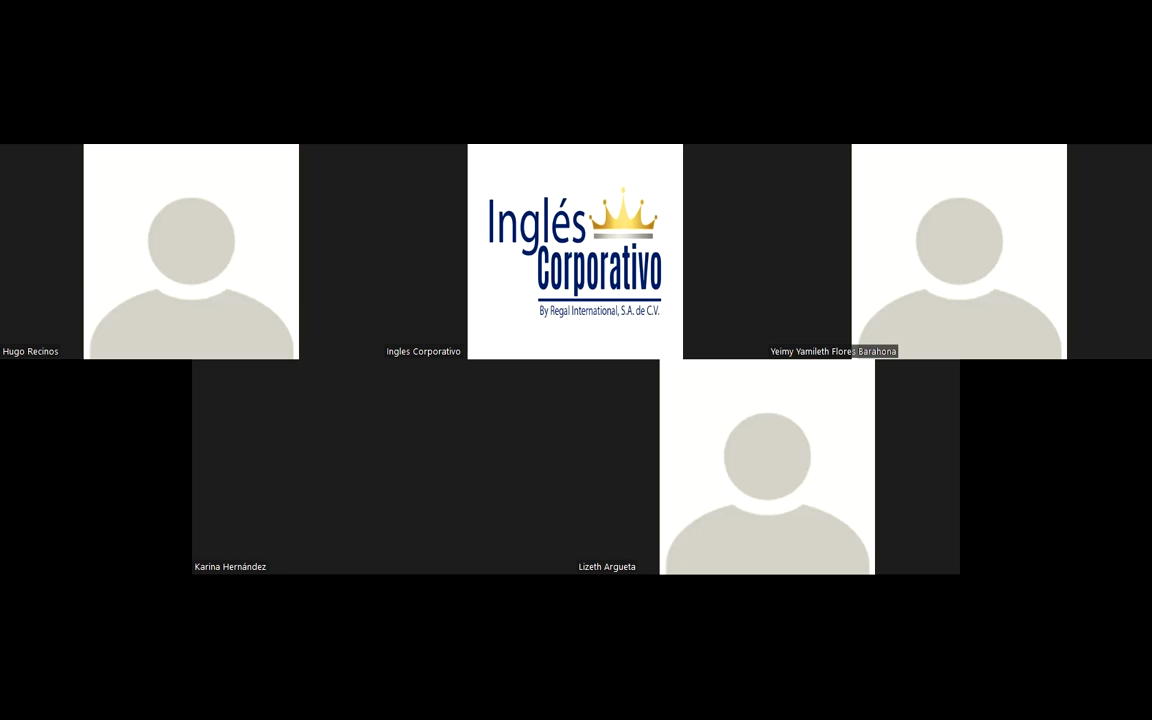 Inglés
Corporativo
By Regal International, S.A. de C.V.
Hugo Recinos
Ingles Corporativo
Yeimy Yamileth Flores Barahona
Karina Hernández
Lizeth Argueta